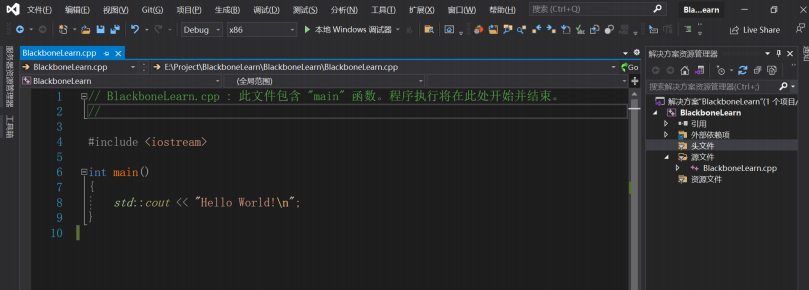 文件(F) 编辑(E) 视图(V) Git(G) 项目(P) 生成(B) 调试(D) 测试(S) 分析(N) 工具(T) 扩展(X) 窗口(W) 帮助(H) 搜索 (Ctrl+Q) Bla...earn
Debug x86 本地 Windows 调试器 Live Share
服务器资源管理器
工具箱
BlackboneLearn.cpp
BlackboneLearn.cpp E:\Project\BlackboneLearn\BlackboneLearn\BlackboneLearn.cpp Go
BlackboneLearn (全局范围)
1 // BlackboneLearn.cpp : 此文件包含 "main" 函数。程序执行将在此处开始并结束。
2 //
3
4 #include <iostream>
5
6 int main()
7 {
8 std::cout << "Hello World!\n";
9 }
10
解决方案资源管理器
搜索解决方案资源管理器(Ctrl+;)
解决方案"BlackboneLearn"(1 个项目/
BlackboneLearn
引用
外部依赖项
头文件
源文件
BlackboneLearn.cpp
资源文件